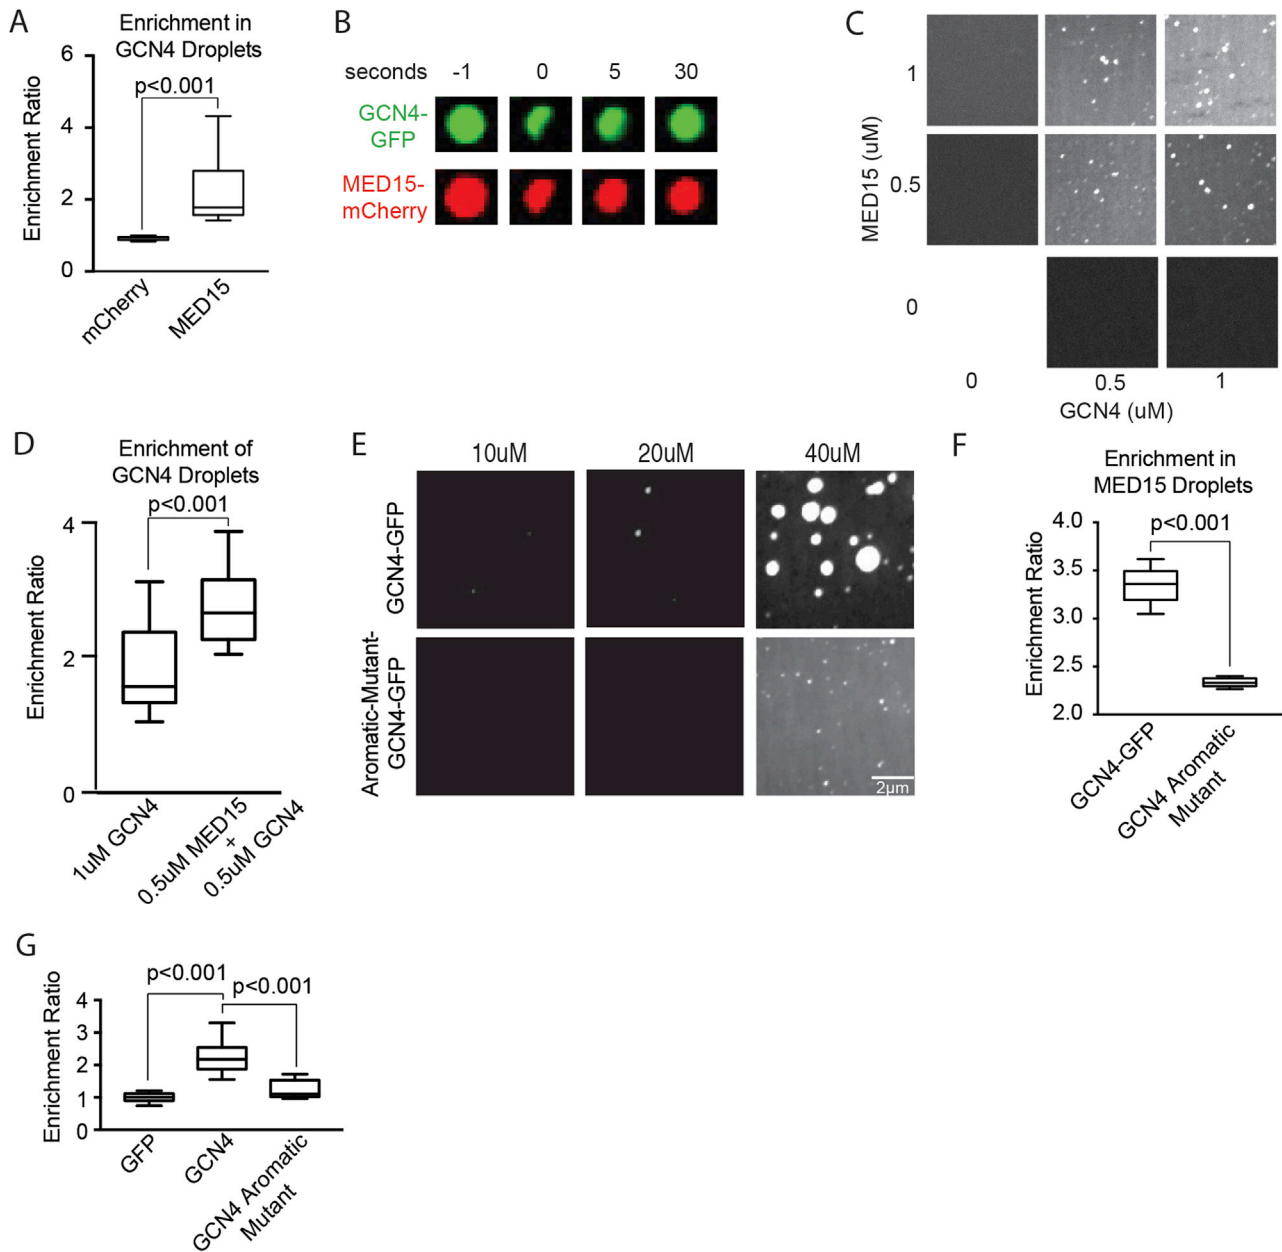 A
Enrichment in
GCN4 Droplets
Enrichment Ratio
6
4
2
0
p<0.001
mCherry
MED15
B
seconds
-1
0
5
30
GCN4-
GFP
MED15-
mCherry
C
MED15 (uM)
1
0.5
0
0
0.5
1
GCN4 (uM)
D
Enrichment of
GCN4 Droplets
Enrichment Ratio
4
2
0
p<0.001
1uM GCN4
0.5uM MED15
+
0.5uM GCN4
E
10uM
20uM
40uM
GCN4-GFP
Aromatic-Mutant-
GCN4-GFP
2µm
F
Enrichment in
MED15 Droplets
Enrichment Ratio
4.0
3.5
3.0
2.5
2.0
p<0.001
GCN4-GFP
GCN4 Aromatic
Mutant
G
Enrichment Ratio
4
3
2
1
0
p<0.001
p<0.001
GFP
GCN4
GCN4 Aromatic
Mutant